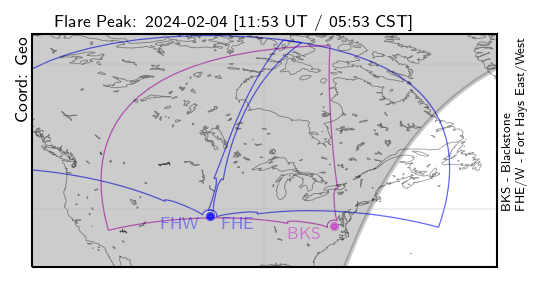 Flare Peak: 2024-02-04 [11:53 UT / 05:53 CST]
Coord: Geo
FHW
FHE
BKS
BKS - Blackstone
FHE/W - Fort Hays East/West